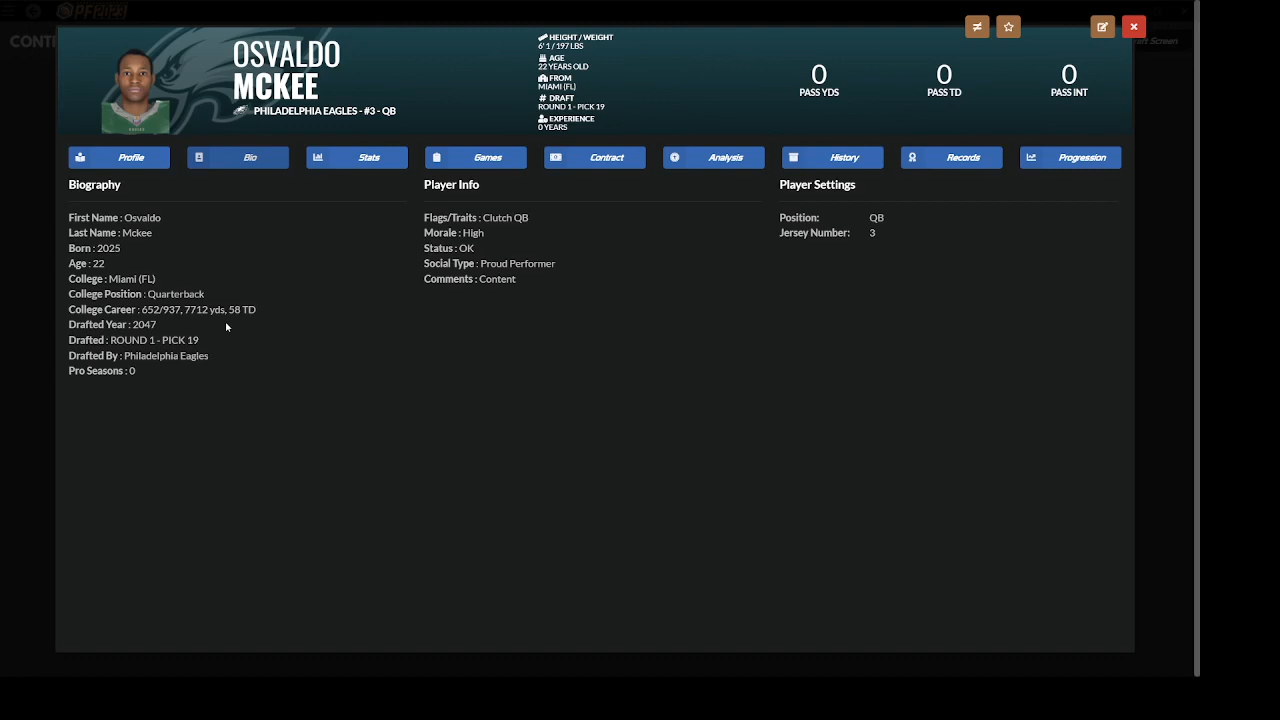 PF2023
OSVALDO
MCKEE
PHILADELPHIA EAGLES - #3 - QB
HEIGHT / WEIGHT
6' 1 / 197 LBS
AGE
22 YEARS OLD
FROM
MIAMI (FL)
DRAFT
ROUND 1 - PICK 19
EXPERIENCE
0 YEARS
0 0 0
PASS YDS PASS TD PASS INT
Profile Bio Stats Games Contract Analysis History Records Progression
Biography
First Name : Osvaldo
Last Name : Mckee
Born : 2025
Age : 22
College : Miami (FL)
College Position : Quarterback
College Career : 652/937, 7712 yds, 58 TD
Drafted Year : 2047
Drafted : ROUND 1 - PICK 19
Drafted By : Philadelphia Eagles
Pro Seasons : 0
Player Info
Flags/Traits : Clutch QB
Morale : High
Status : OK
Social Type : Proud Performer
Comments : Content
Player Settings
Position: QB
Jersey Number: 3